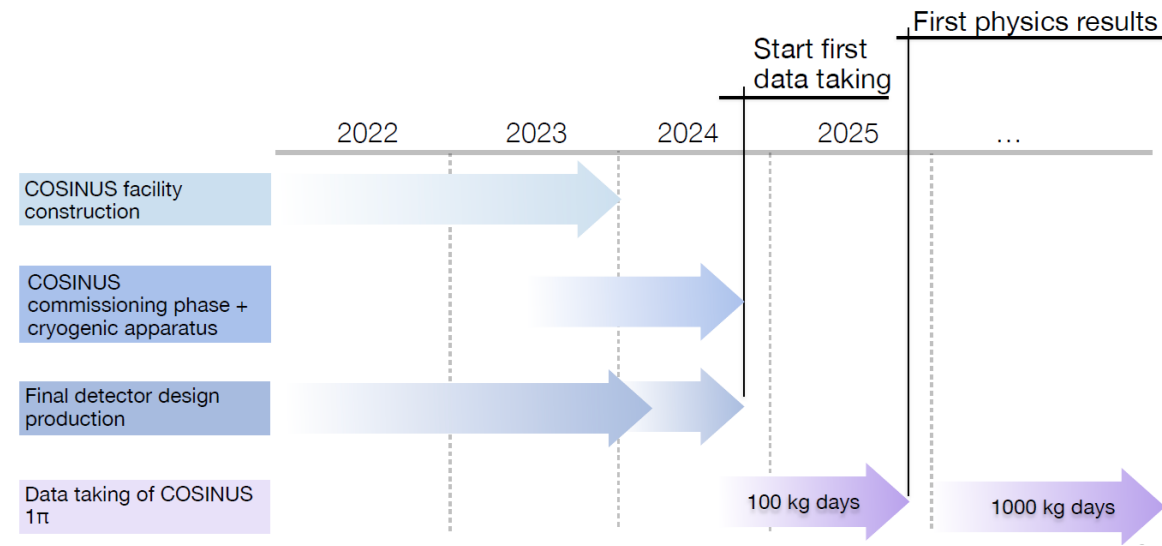 First physics results
Start first
data taking
2022
2023
2024
2025
...
COSINUS facility
construction
COSINUS
commissioning phase +
cryogenic apparatus
Final detector design
production
Data taking of COSINUS
1π
100 kg days
1000 kg days